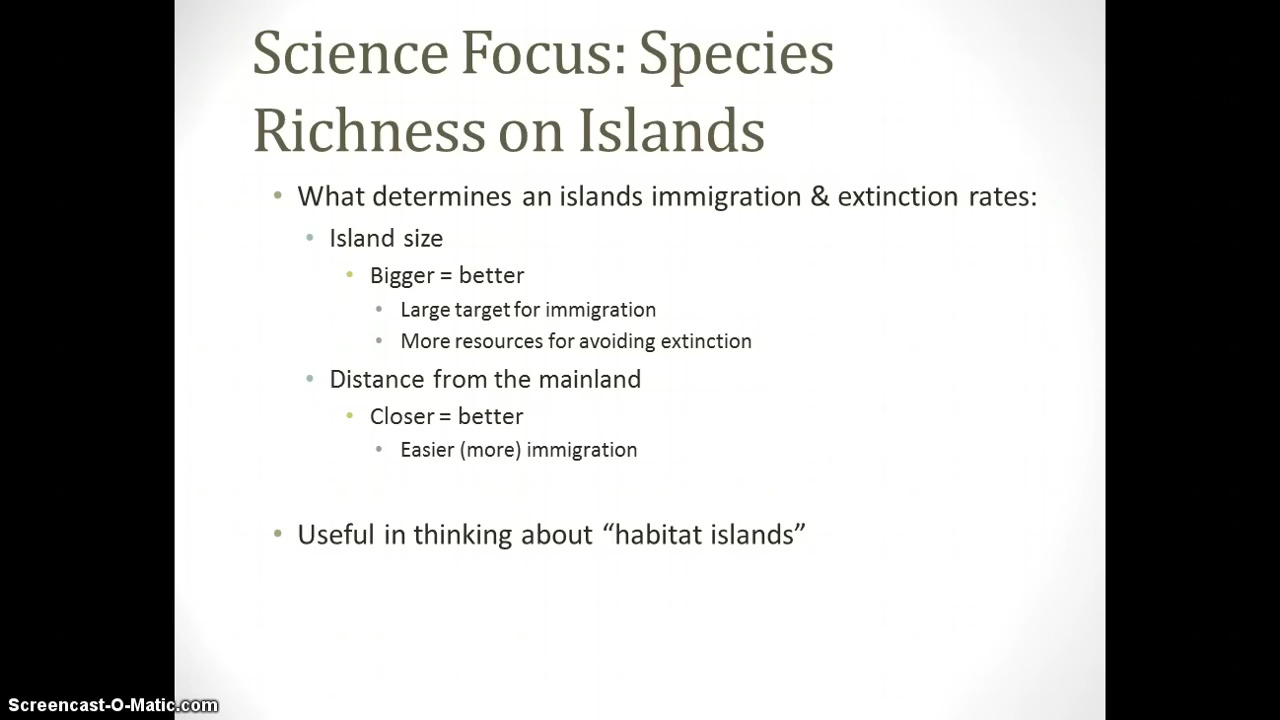 Science Focus: Species
Richness on Islands
• What determines an islands immigration & extinction rates:
• Island size
• Bigger = better
• Large target for immigration
• More resources for avoiding extinction
• Distance from the mainland
• Closer = better
• Easier (more) immigration
• Useful in thinking about “habitat islands”
Screencast-O-Matic.com